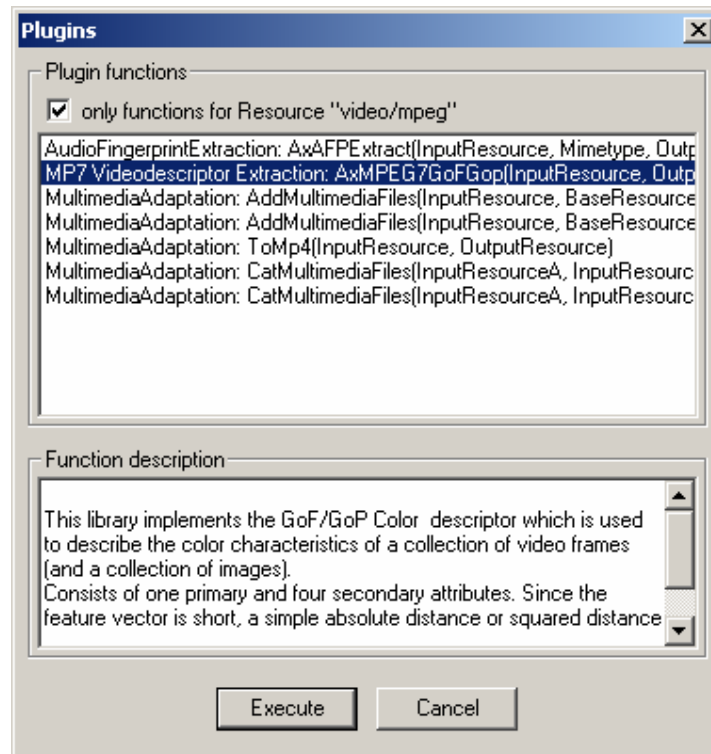 Plugins
Plugin functions
only functions for Resource "video/mpeg"
AudioFingerprintExtraction: AxAFPExtract(InputResource, Mimetype, Outp
MP7 Videodescriptor Extraction: AxMPEG7GoFGop(InputResource, Outp
MultimediaAdaptation: AddMultimediaFiles(InputResource, BaseResource
MultimediaAdaptation: AddMultimediaFiles(InputResource, BaseResource
MultimediaAdaptation: ToMp4(InputResource, OutputResource)
MultimediaAdaptation: CatMultimediaFiles(InputResourceA, InputResourc
MultimediaAdaptation: CatMultimediaFiles(InputResourceA, InputResourc
Function description
This library implements the GoF/GoP Color descriptor which is used
to describe the color characteristics of a collection of video frames
(and a collection of images).
Consists of one primary and four secondary attributes. Since the
feature vector is short, a simple absolute distance or squared distance
Execute Cancel